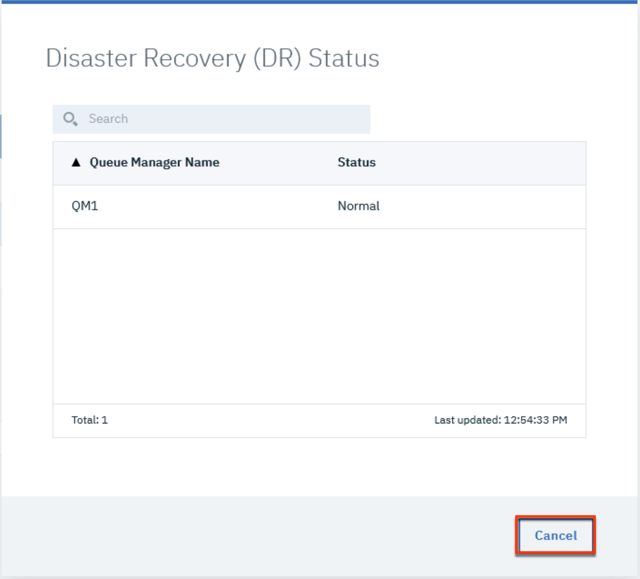 Disaster Recovery (DR) Status
Search
▲ Queue Manager Name Status
QM1 Normal
Total: 1 Last updated: 12:54:33 PM
Cancel